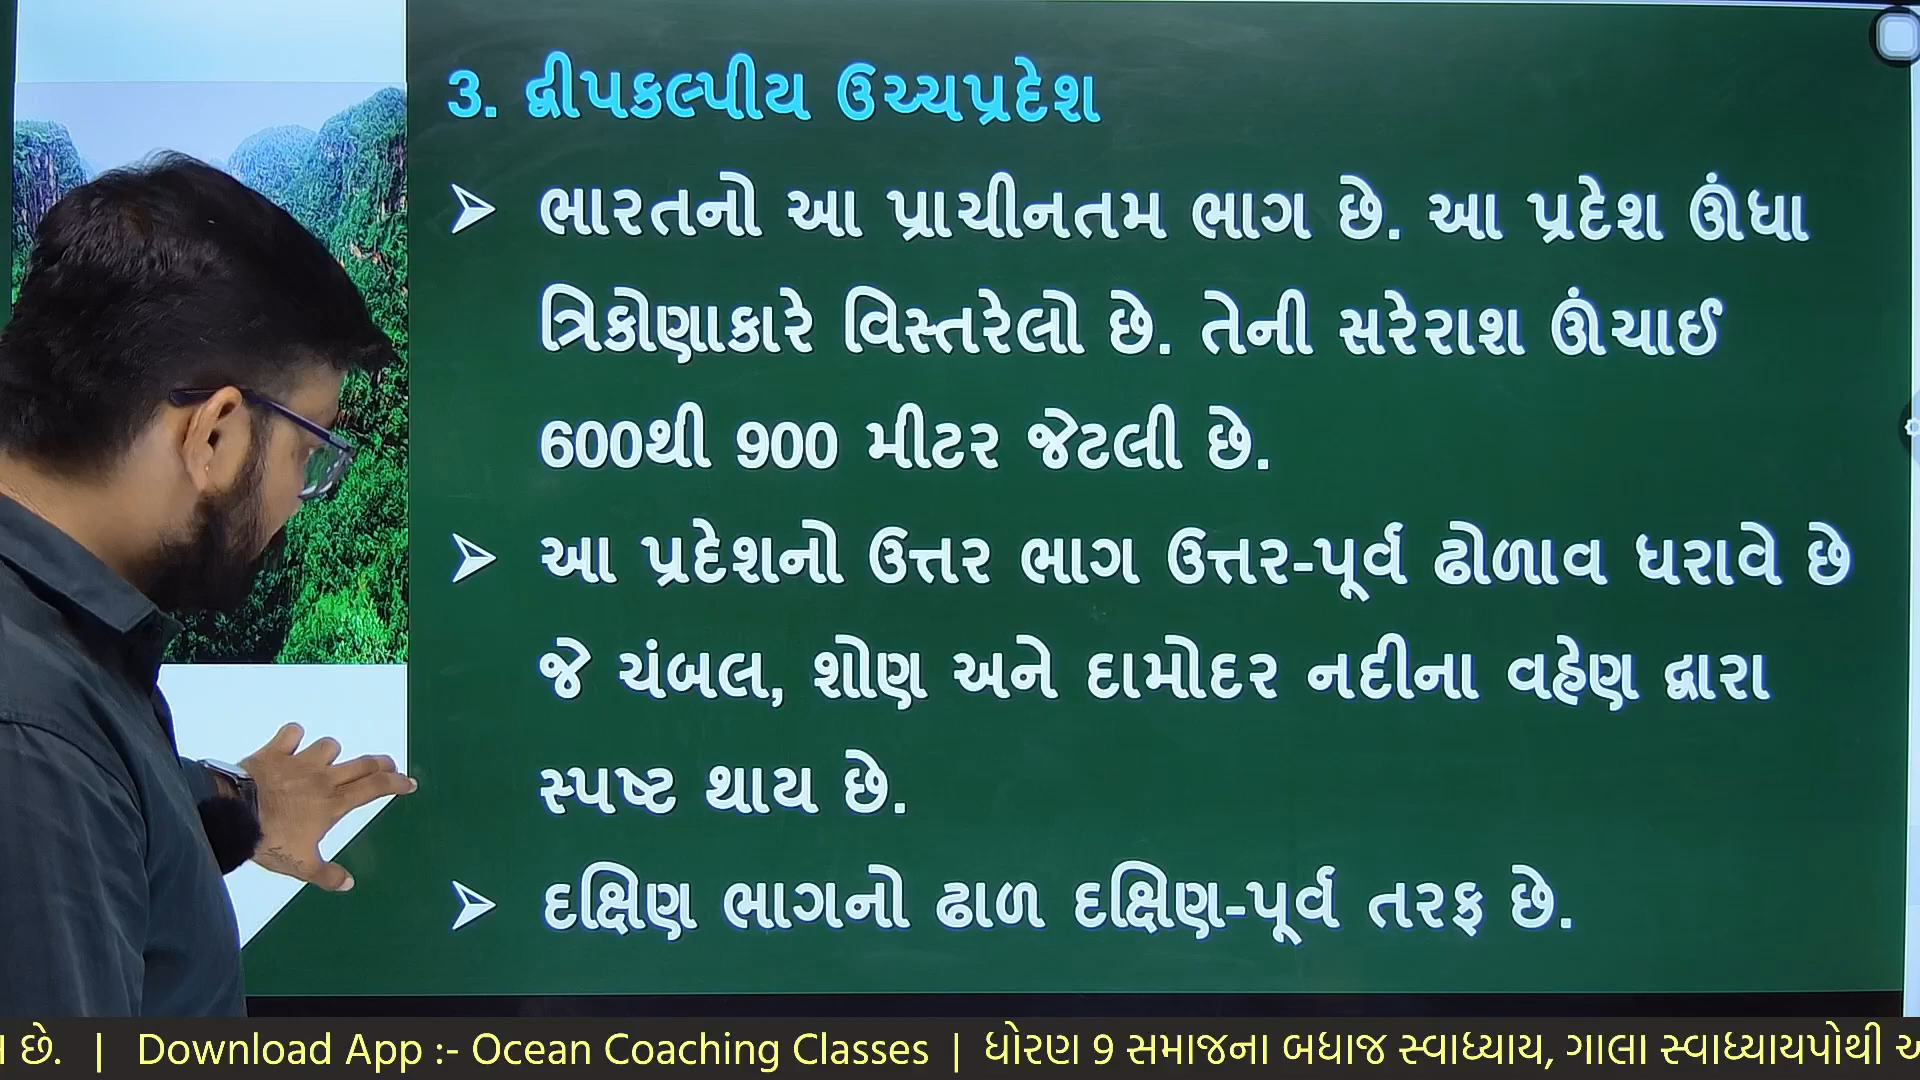 3. દ્વીપકલ્પીય ઉચ્ચપ્રદેશ
➢ ભારતનો આ પ્રાચીનતમ ભાગ છે. આ પ્રદેશ ઊંધા
ત્રિકોણાકારે વિસ્તરેલો છે. તેની સરેરાશ ઊંચાઈ
600થી 900 મીટર જેટલી છે.
➢ આ પ્રદેશનો ઉત્તર ભાગ ઉત્તર-પૂર્વ ઢોળાવ ધરાવે છે
જે ચંબલ, શોણ અને દામોદર નદીના વહેણ દ્વારા
સ્પષ્ટ થાય છે.
➢ દક્ષિણ ભાગનો ઢાળ દક્ષિણ-પૂર્વ તરફ છે.
છે. | Download App :- Ocean Coaching Classes | ધોરણ 9 સમાજના બધાજ સ્વાધ્યાય, ગાલા સ્વાધ્યાયપોથી